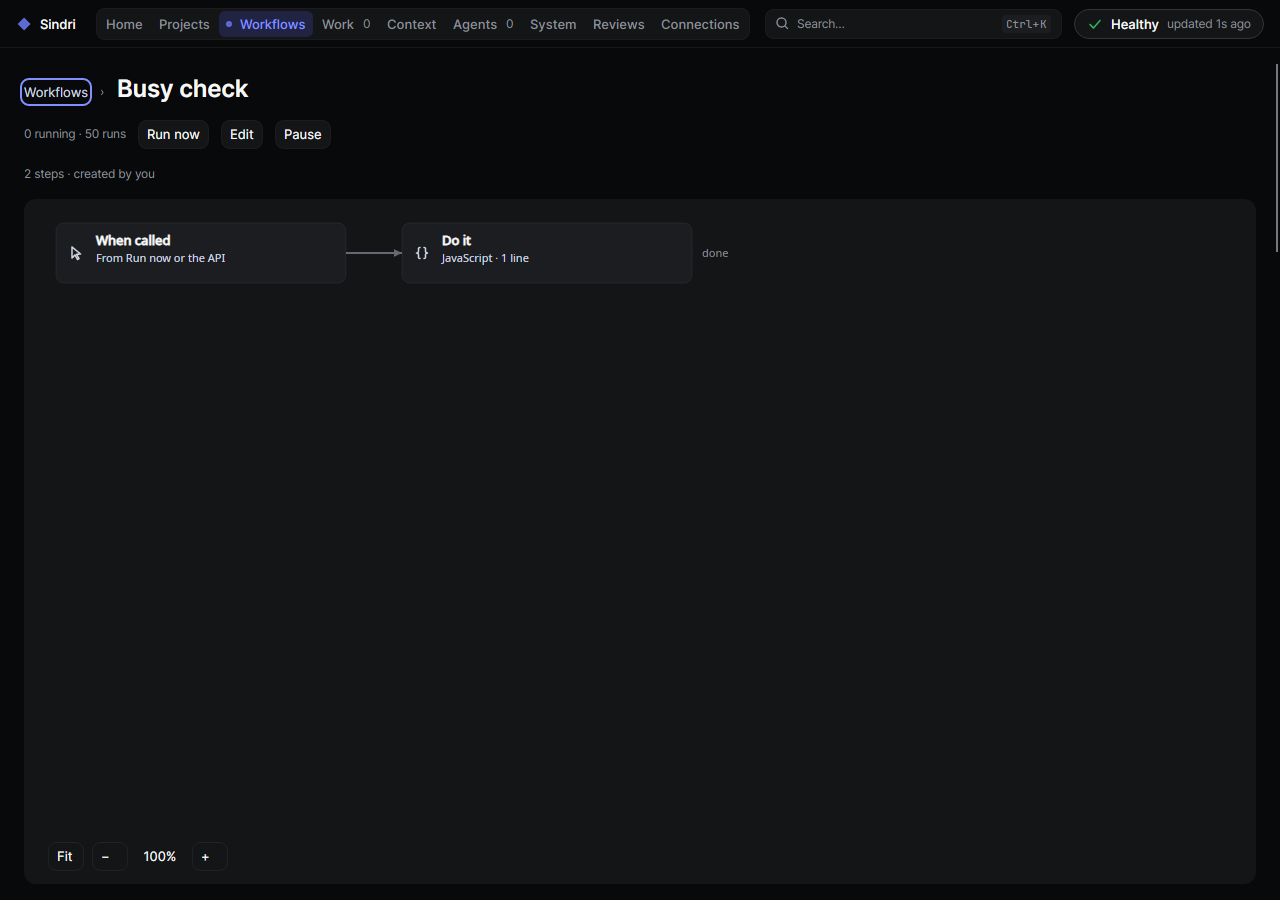 Sindri
Home
Projects
Workflows
Work 0
Context
Agents 0
System
Reviews
Connections
Search...
Ctrl+K
Healthy updated 1s ago
Workflows › Busy check
0 running · 50 runs
Run now
Edit
Pause
2 steps · created by you
When called
From Run now or the API
{} Do it
JavaScript · 1 line
done
Fit
−
100%
+